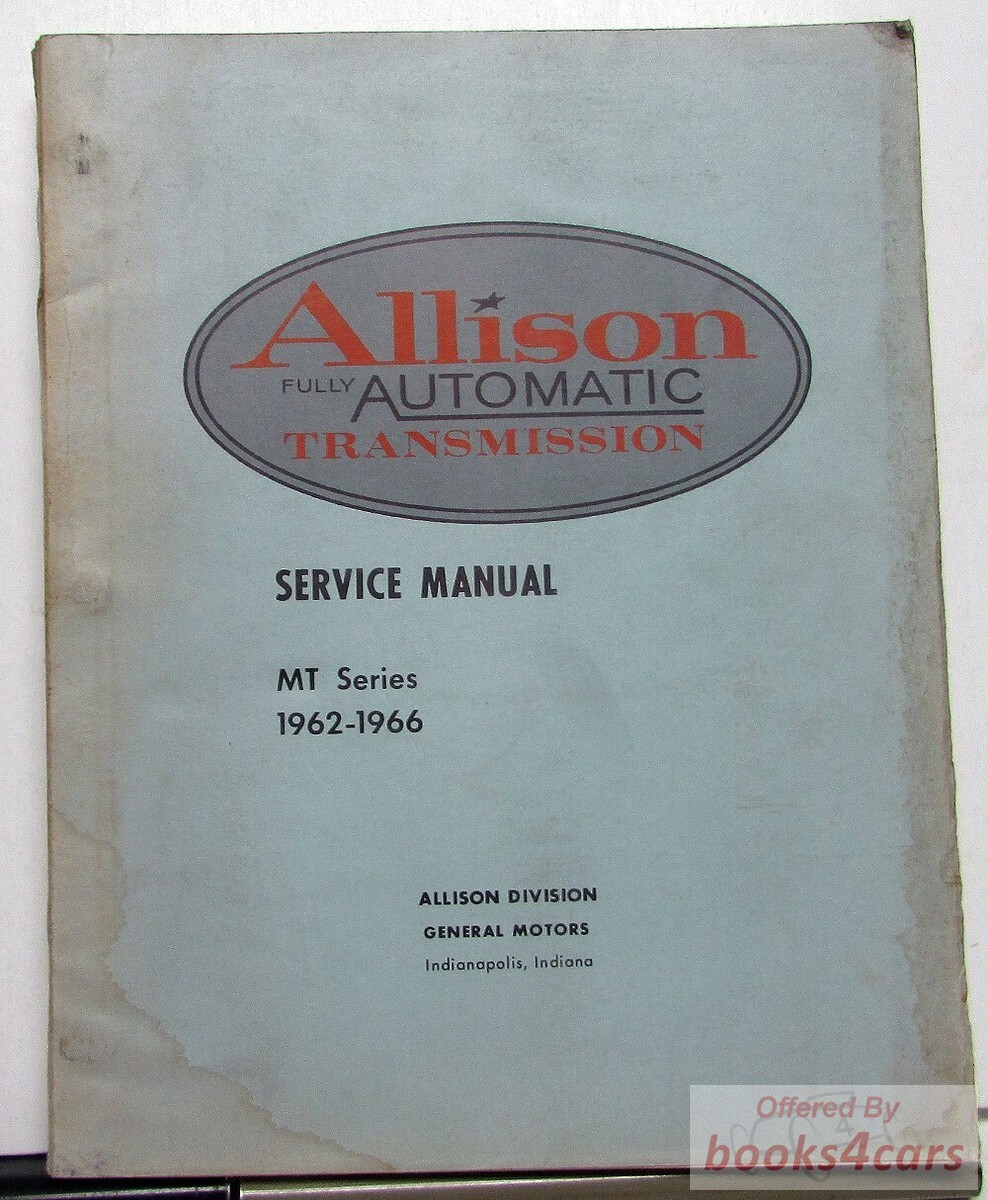 Allison
FULLY AUTOMATIC
TRANSMISSION
SERVICE MANUAL
MT Series
1962-1966
ALLISON DIVISION
GENERAL MOTORS
Indianapolis, Indiana
Offered By
books4cars